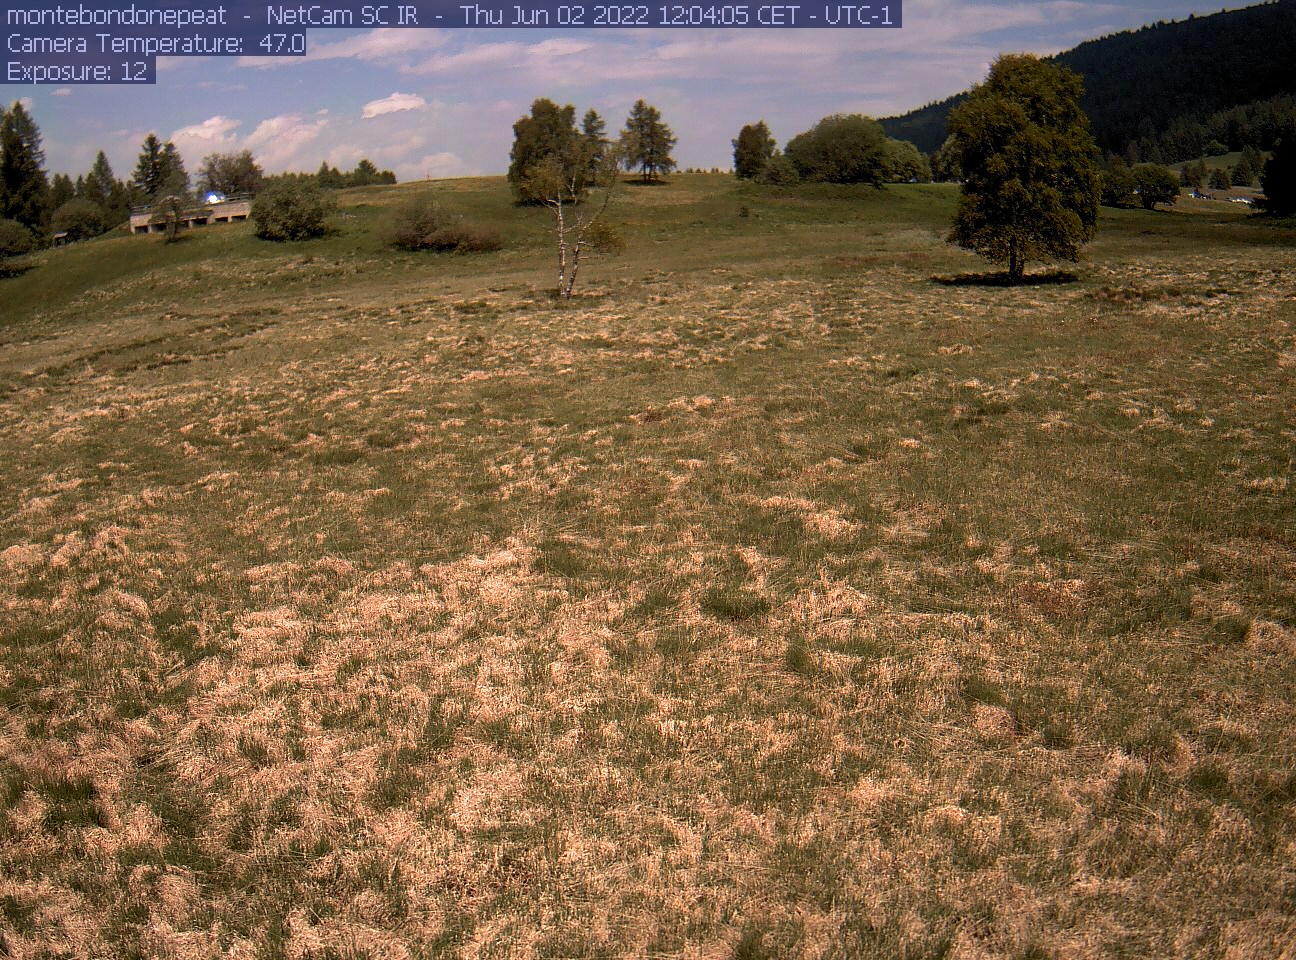 montebondonepeat - NetCam SC IR - Thu Jun 02 2022 12:04:05 CET - UTC-1
Camera Temperature: 47.0
Exposure: 12